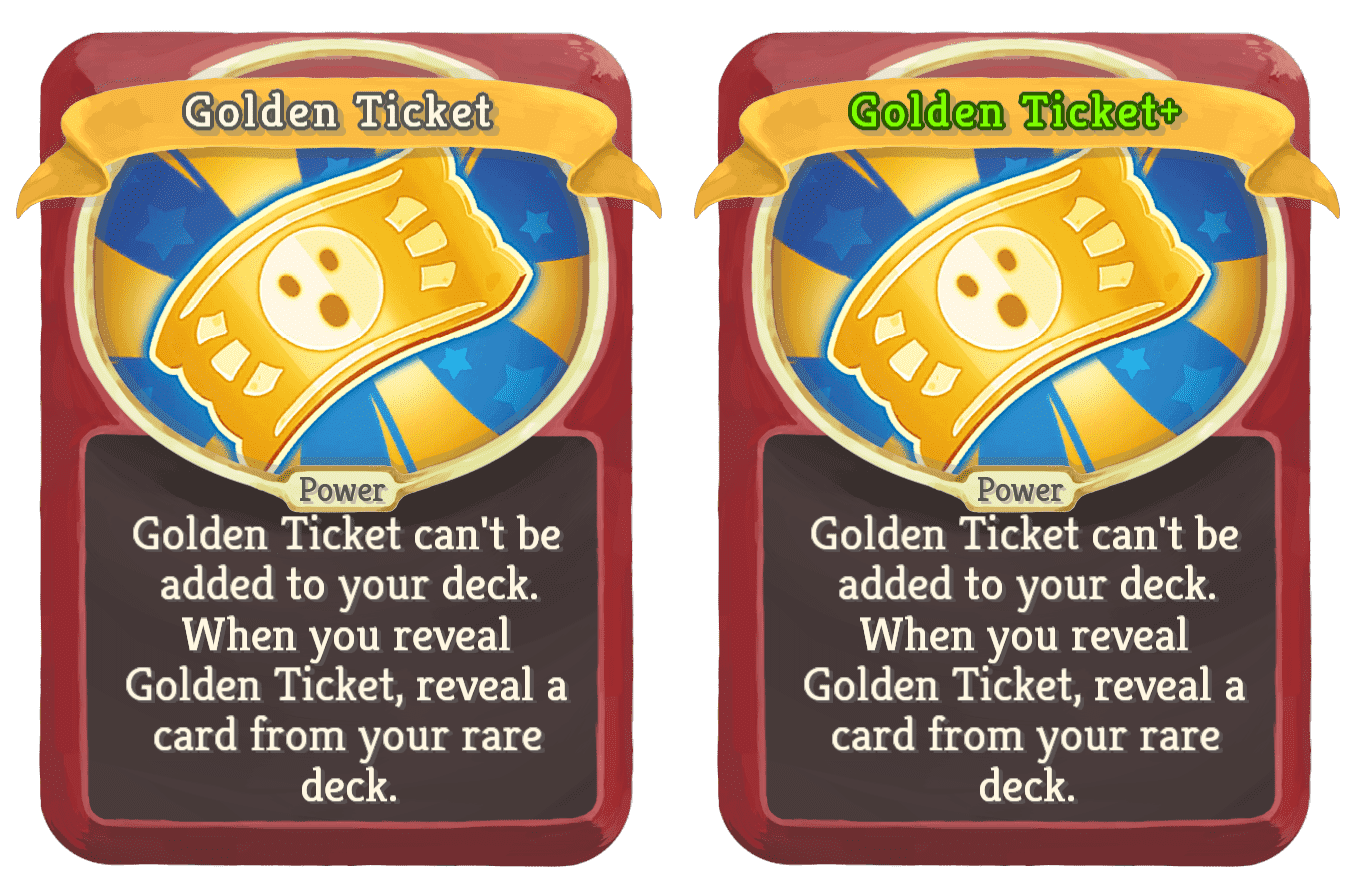 Golden Ticket
Power
Golden Ticket can't be
added to your deck.
When you reveal
Golden Ticket, reveal a
card from your rare
deck.
Golden Ticket+
Power
Golden Ticket can't be
added to your deck.
When you reveal
Golden Ticket, reveal a
card from your rare
deck.